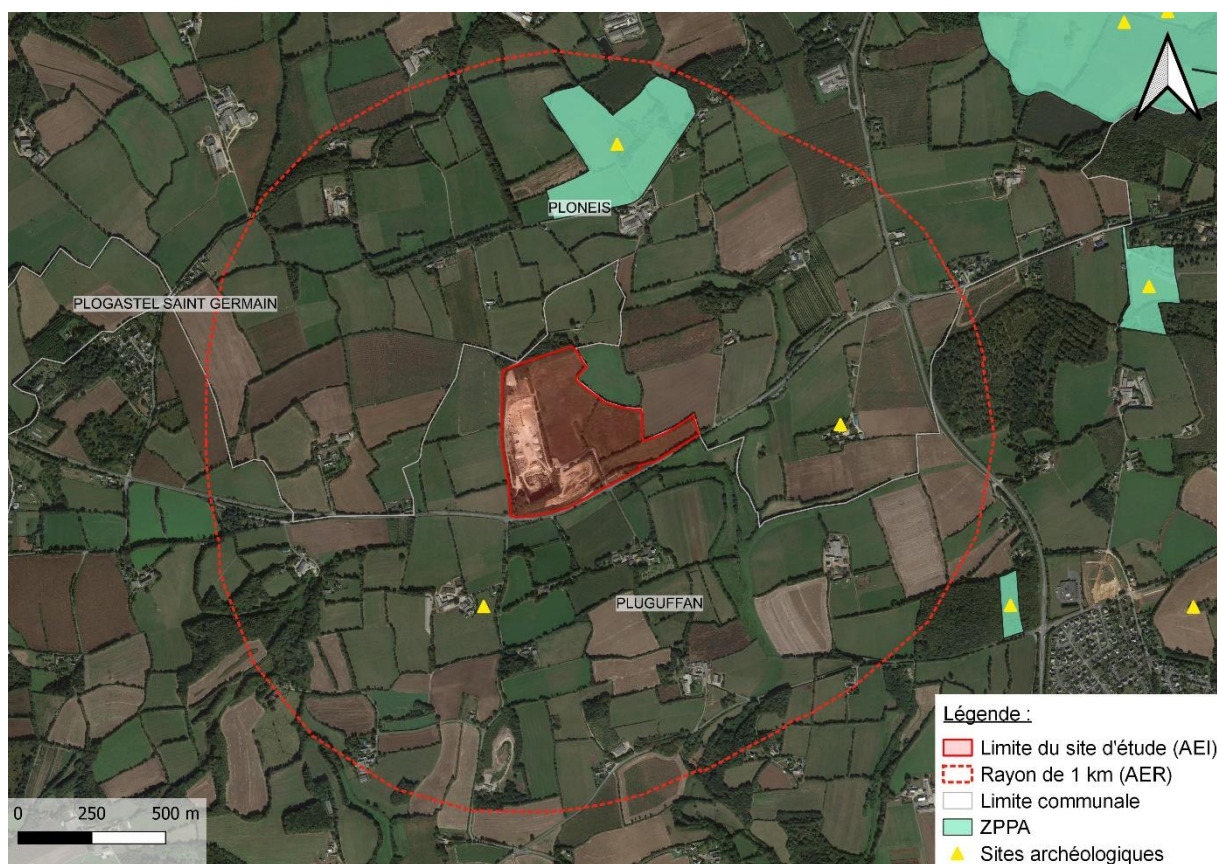 PLONEIS
PLOGASTEL SAINT GERMAIN
PLUGUFFAN
Légende :
Limite du site d'étude (AEI)
Rayon de 1 km (AER)
Limite communale
ZPPA
Sites archéologiques
0 250 500 m